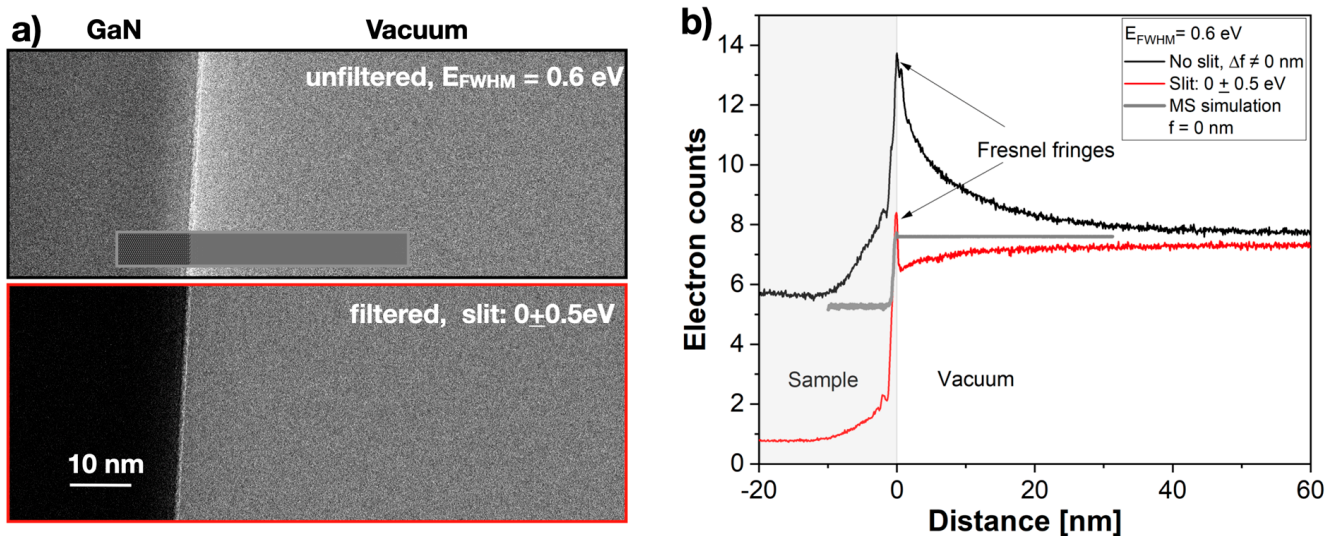 a)
GaN
Vacuum
unfiltered, EFWHM = 0.6 eV
filtered, slit: 0±0.5eV
10 nm
b)
EFWHM= 0.6 eV
No slit, Δf ≠ 0 nm
Slit: 0 ± 0.5 eV
MS simulation
f = 0 nm
Fresnel fringes
Sample
Vacuum
Electron counts
14
12
10
8
6
4
2
0
-20
0
20
40
60
Distance [nm]